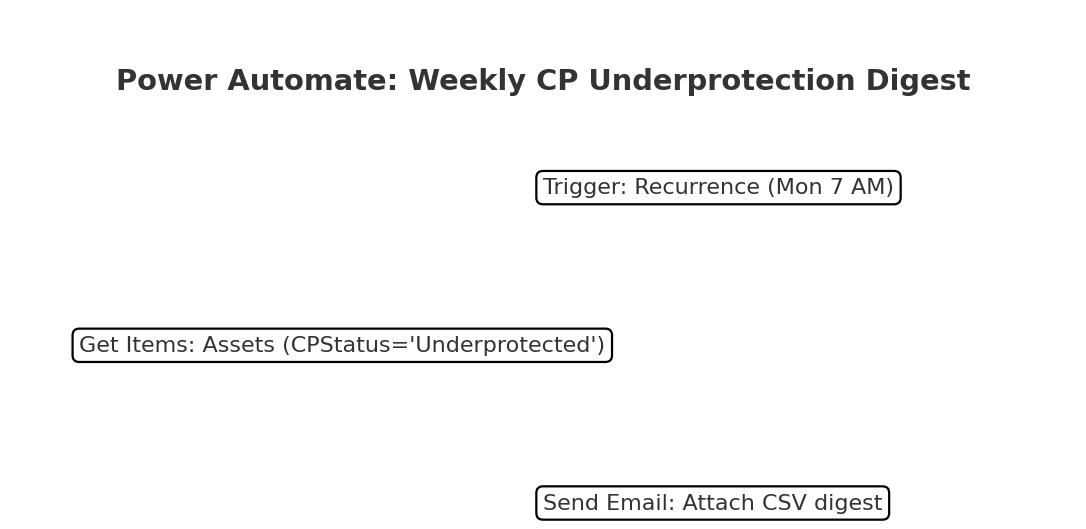 Power Automate: Weekly CP Underprotection Digest
Trigger: Recurrence (Mon 7 AM)
Get Items: Assets (CPStatus='Underprotected')
Send Email: Attach CSV digest